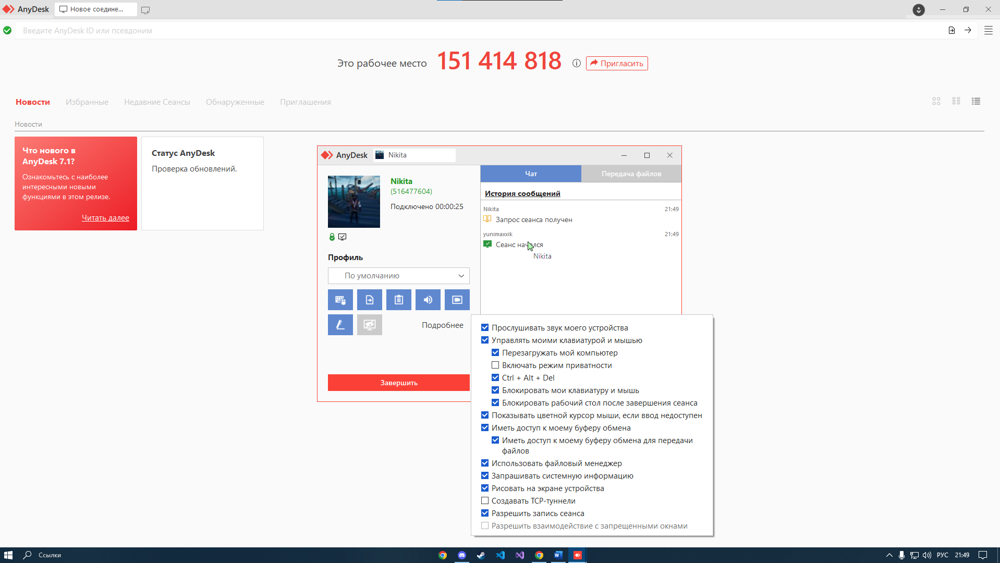 AnyDesk
Новое соедине...
Введите AnyDesk ID или псевдоним
Это рабочее место
151 414 818
Пригласить
Новости
Избранные
Недавние Сеансы
Обнаруженные
Приглашения
Новости
Что нового в
AnyDesk 7.1?
Ознакомьтесь с наиболее
интересными новыми
функциями в этом релизе.
Читать далее
Статус AnyDesk
Проверка обновлений.
AnyDesk
Nikita
Nikita
(516477604)
Подключено 00:00:25
Профиль
По умолчанию
Подробнее
Завершить
Чат
Передача файлов
История сообщений
Nikita 21:49
Запрос сеанса получен
yunimaxxik 21:49
Сеанс начался
Nikita
Прослушивать звук моего устройства
Управлять моими клавиатурой и мышью
Перезагружать мой компьютер
Включать режим приватности
Ctrl + Alt + Del
Блокировать мои клавиатуру и мышь
Блокировать рабочий стол после завершения сеанса
Показывать цветной курсор мыши, если ввод недоступен
Иметь доступ к моему буферу обмена
Иметь доступ к моему буферу обмена для передачи
файлов
Использовать файловый менеджер
Запрашивать системную информацию
Рисовать на экране устройства
Создавать TCP-туннели
Разрешить запись сеанса
Разрешить взаимодействие с запрещенными окнами
Ссылки
РУС
21:49